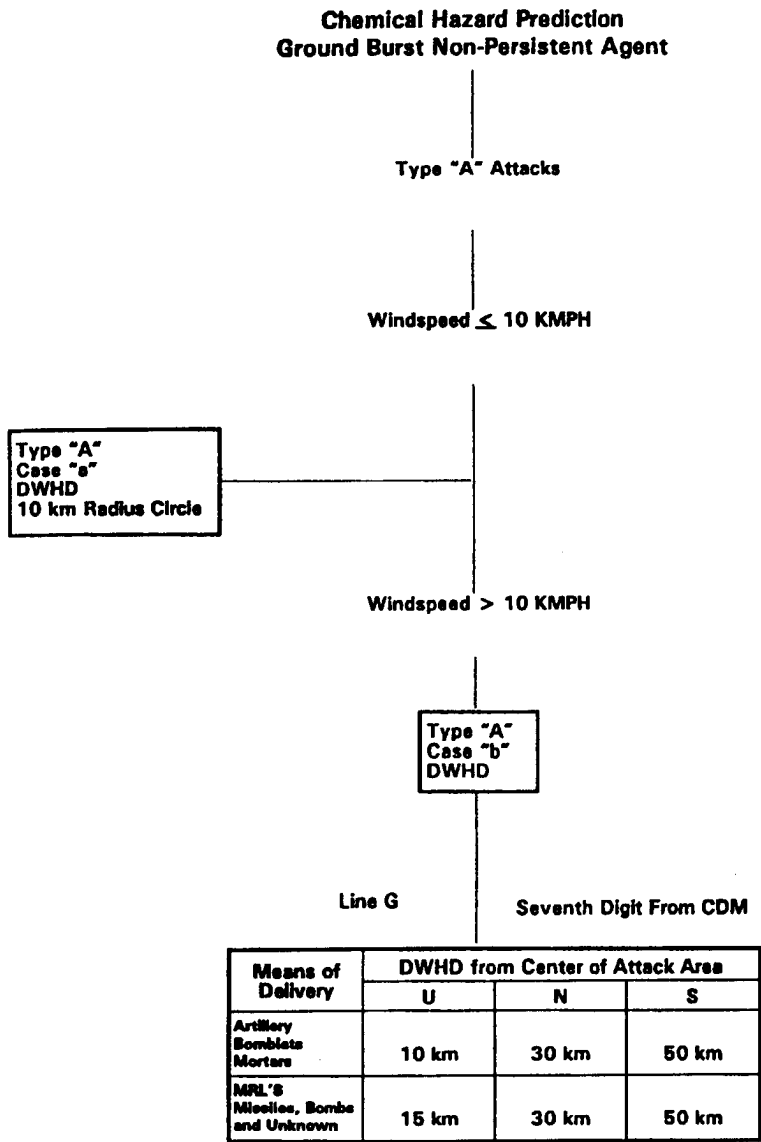 Chemical Hazard Prediction
Ground Burst Non-Persistent Agent
Type "A" Attacks
Windspeed ≤ 10 KMPH
Type "A"
Case "a"
DWHD
10 km Radius Circle
Windspeed > 10 KMPH
Type "A"
Case "b"
DWHD
Line G
Seventh Digit From CDM
Means of
Delivery
DWHD from Center of Attack Area
U N S
Artillery
Bomblets
Mortars
10 km 30 km 50 km
MRL'S
Missiles, Bombs
and Unknown
15 km 30 km 50 km